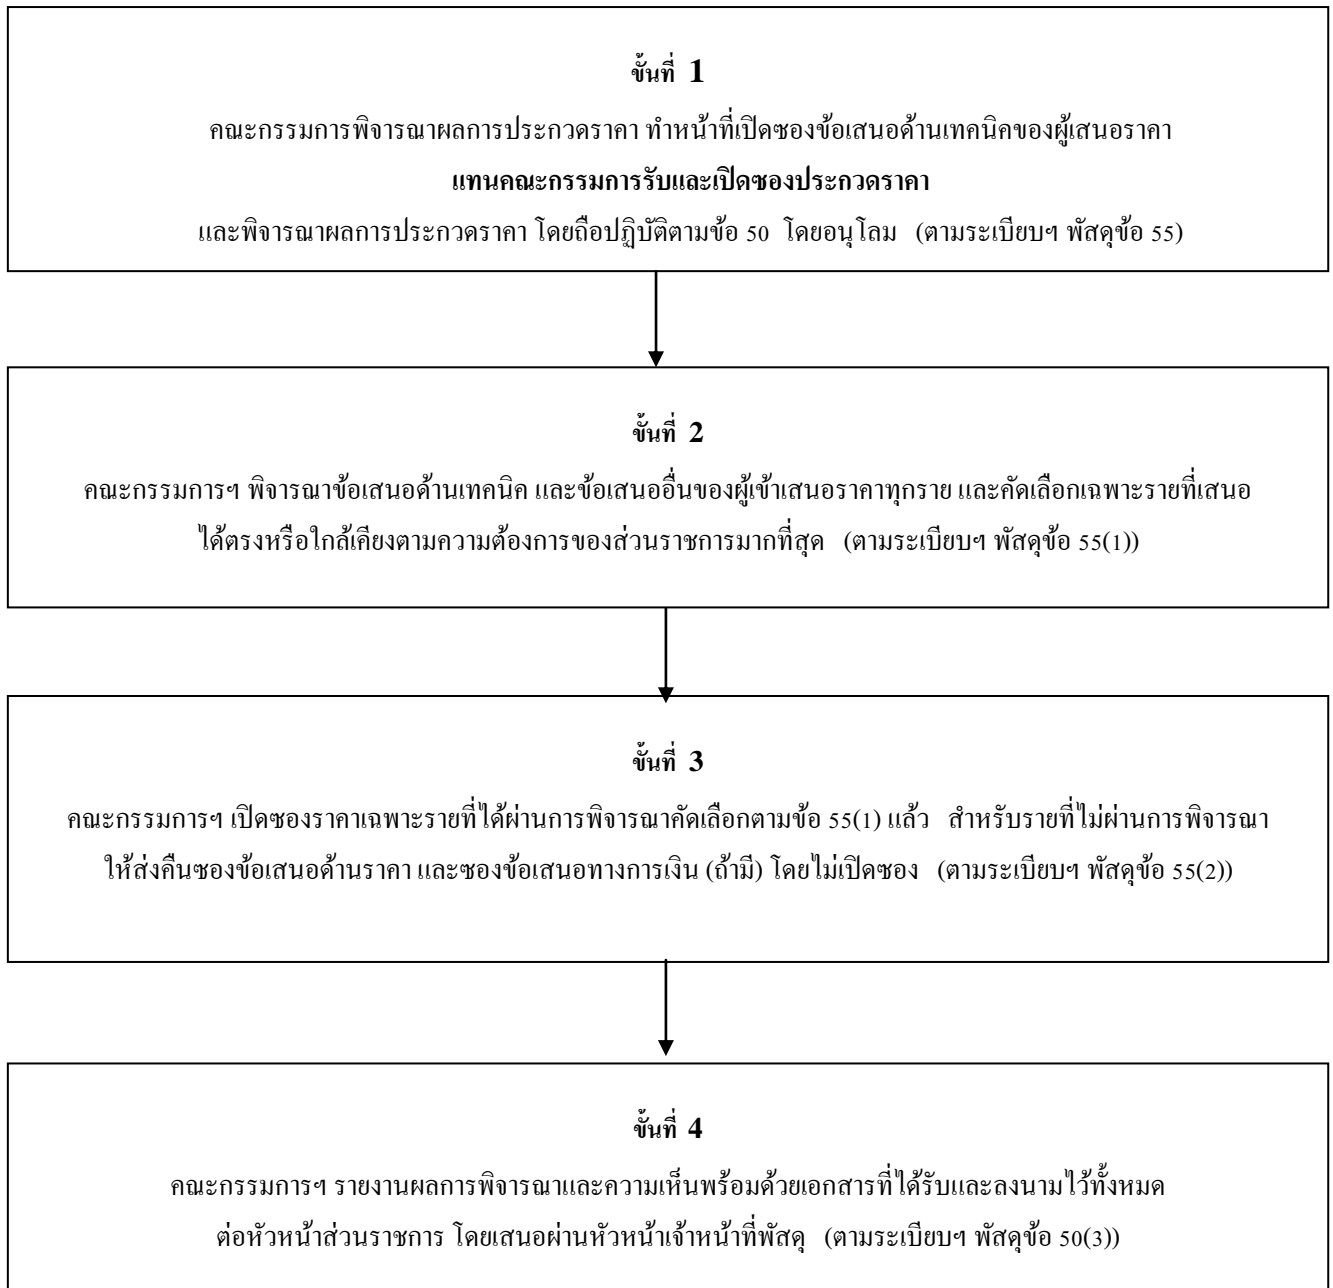 ขั้นที่ 1
คณะกรรมการพิจารณาผลการประกวดราคา ทำหน้าที่เปิดซองข้อเสนอด้านเทคนิคของผู้เสนอราคา
แทนคณะกรรมการรับและเปิดซองประกวดราคา
และพิจารณาผลการประกวดราคา โดยถือปฏิบัติตามข้อ 50 โดยอนุโลม (ตามระเบียบฯ พัสดุข้อ 55)
ขั้นที่ 2
คณะกรรมการฯ พิจารณาข้อเสนอด้านเทคนิค และข้อเสนออื่นของผู้เข้าเสนอราคาทุกราย และคัดเลือกเฉพาะรายที่เสนอ
ได้ตรงหรือใกล้เคียงตามความต้องการของส่วนราชการมากที่สุด (ตามระเบียบฯ พัสดุข้อ 55(1))
ขั้นที่ 3
คณะกรรมการฯ เปิดซองราคาเฉพาะรายที่ได้ผ่านการพิจารณาคัดเลือกตามข้อ 55(1) แล้ว สำหรับรายที่ไม่ผ่านการพิจารณา
ให้ส่งคืนซองข้อเสนอด้านราคา และซองข้อเสนอทางการเงิน (ถ้ามี) โดยไม่เปิดซอง (ตามระเบียบฯ พัสดุข้อ 55(2))
ขั้นที่ 4
คณะกรรมการฯ รายงานผลการพิจารณาและความเห็นพร้อมด้วยเอกสารที่ได้รับและลงนามไว้ทั้งหมด
ต่อหัวหน้าส่วนราชการ โดยเสนอผ่านหัวหน้าเจ้าหน้าที่พัสดุ (ตามระเบียบฯ พัสดุข้อ 50(3))